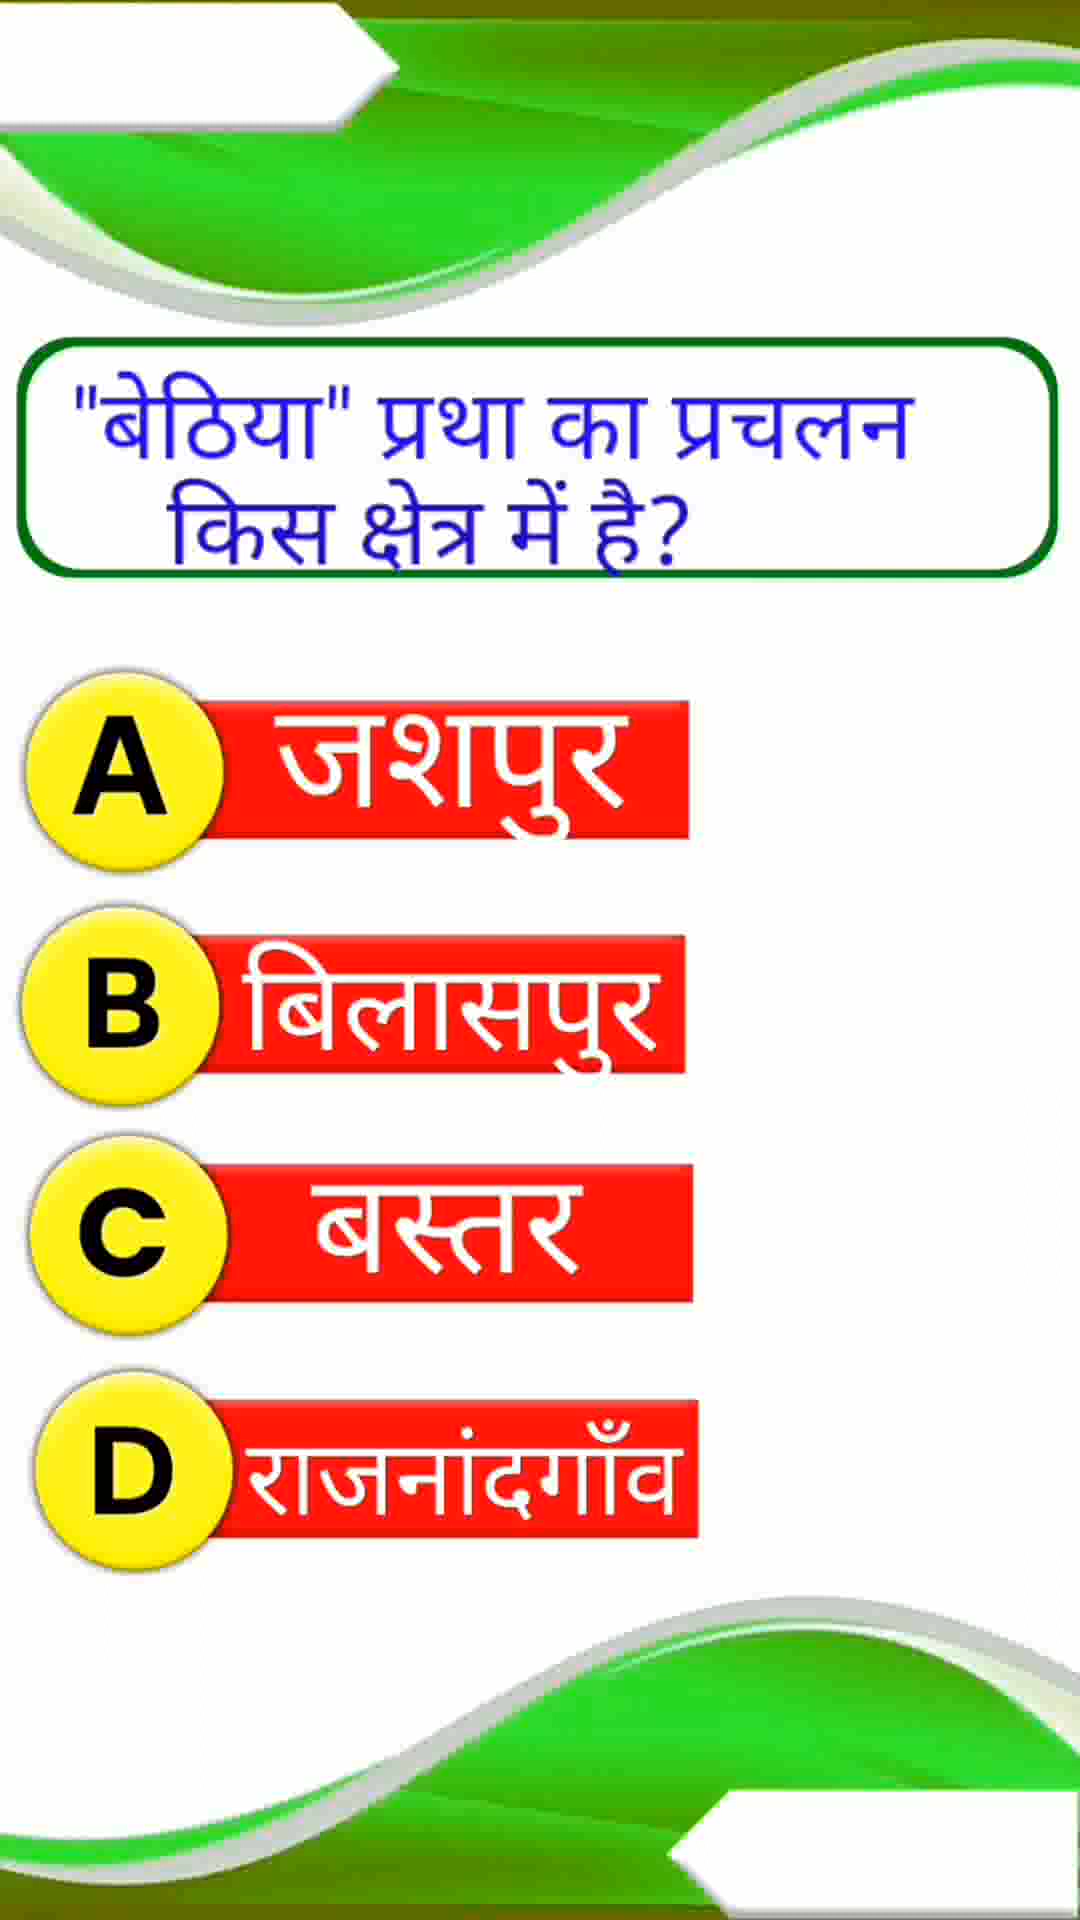 "बेठिया" प्रथा का प्रचलन
किस क्षेत्र में है?
A जशपुर
B बिलासपुर
C बस्तर
D राजनांदगाँव